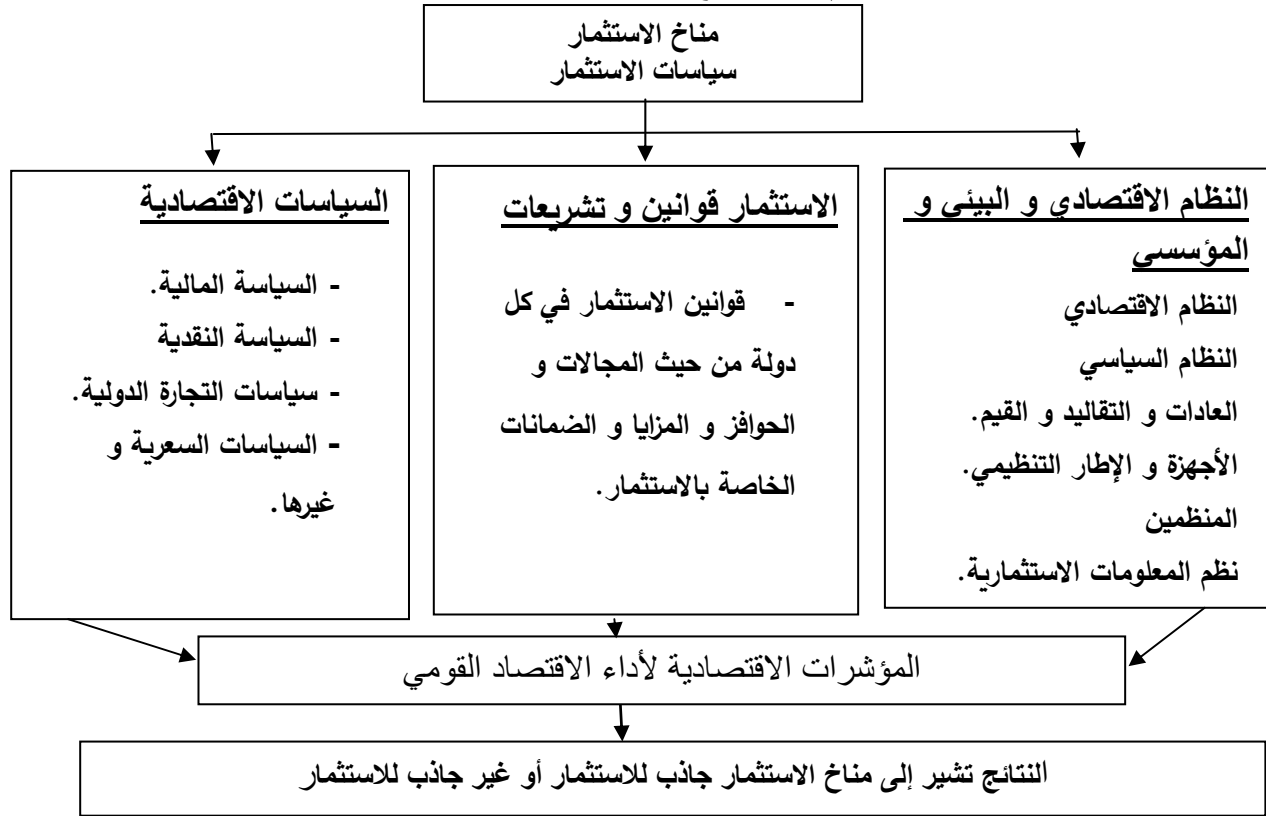 مناخ الاستثمار
سياسات الاستثمار
النظام الاقتصادي و البيئي و
المؤسسي
النظام الاقتصادي
النظام السياسي
العادات و التقاليد و القيم.
الأجهزة و الإطار التنظيمي.
المنظمين
نظم المعلومات الاستثمارية.
الاستثمار قوانين و تشريعات
- قوانين الاستثمار في كل
دولة من حيث المجالات و
الحوافز و المزايا و الضمانات
الخاصة بالاستثمار.
السياسات الاقتصادية
- السياسة المالية.
- السياسة النقدية
- سياسات التجارة الدولية.
- السياسات السعرية و
غيرها.
المؤشرات الاقتصادية لأداء الاقتصاد القومي
النتائج تشير إلى مناخ الاستثمار جاذب للاستثمار أو غير جاذب للاستثمار